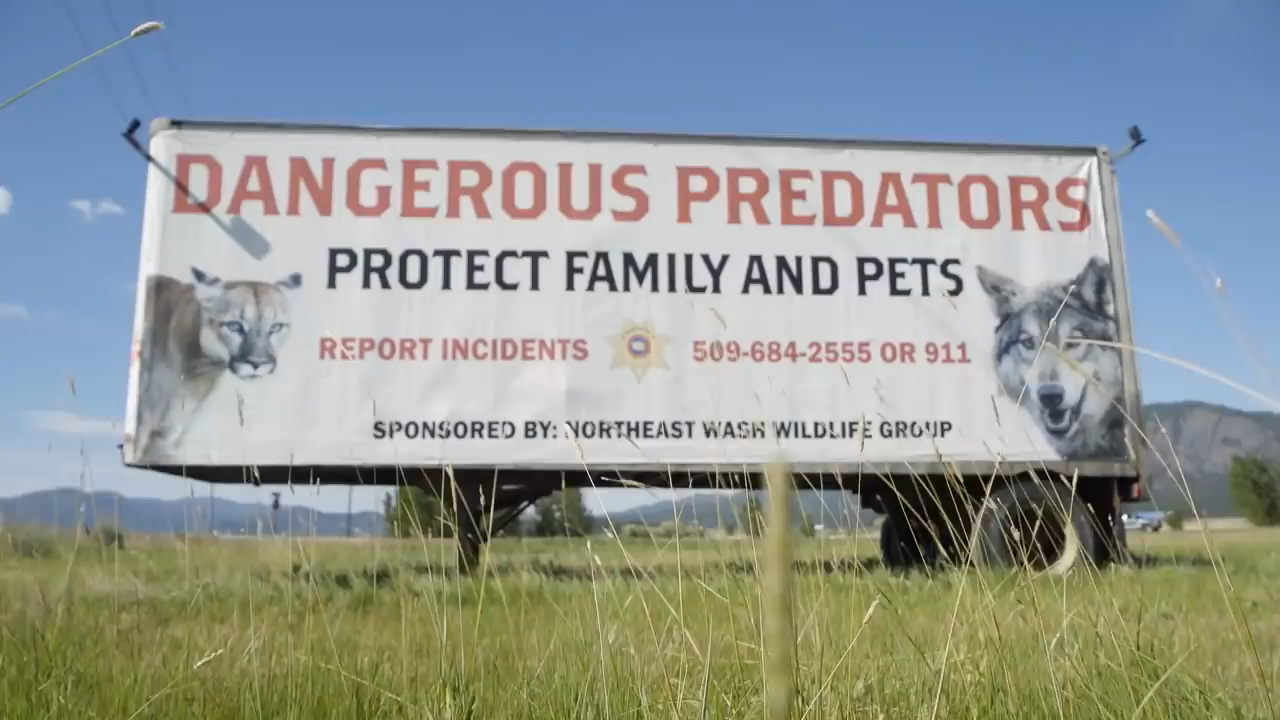 DANGEROUS PREDATORS
PROTECT FAMILY AND PETS
REPORT INCIDENTS 509-684-2555 OR 911
SPONSORED BY: NORTHEAST WASH WILDLIFE GROUP